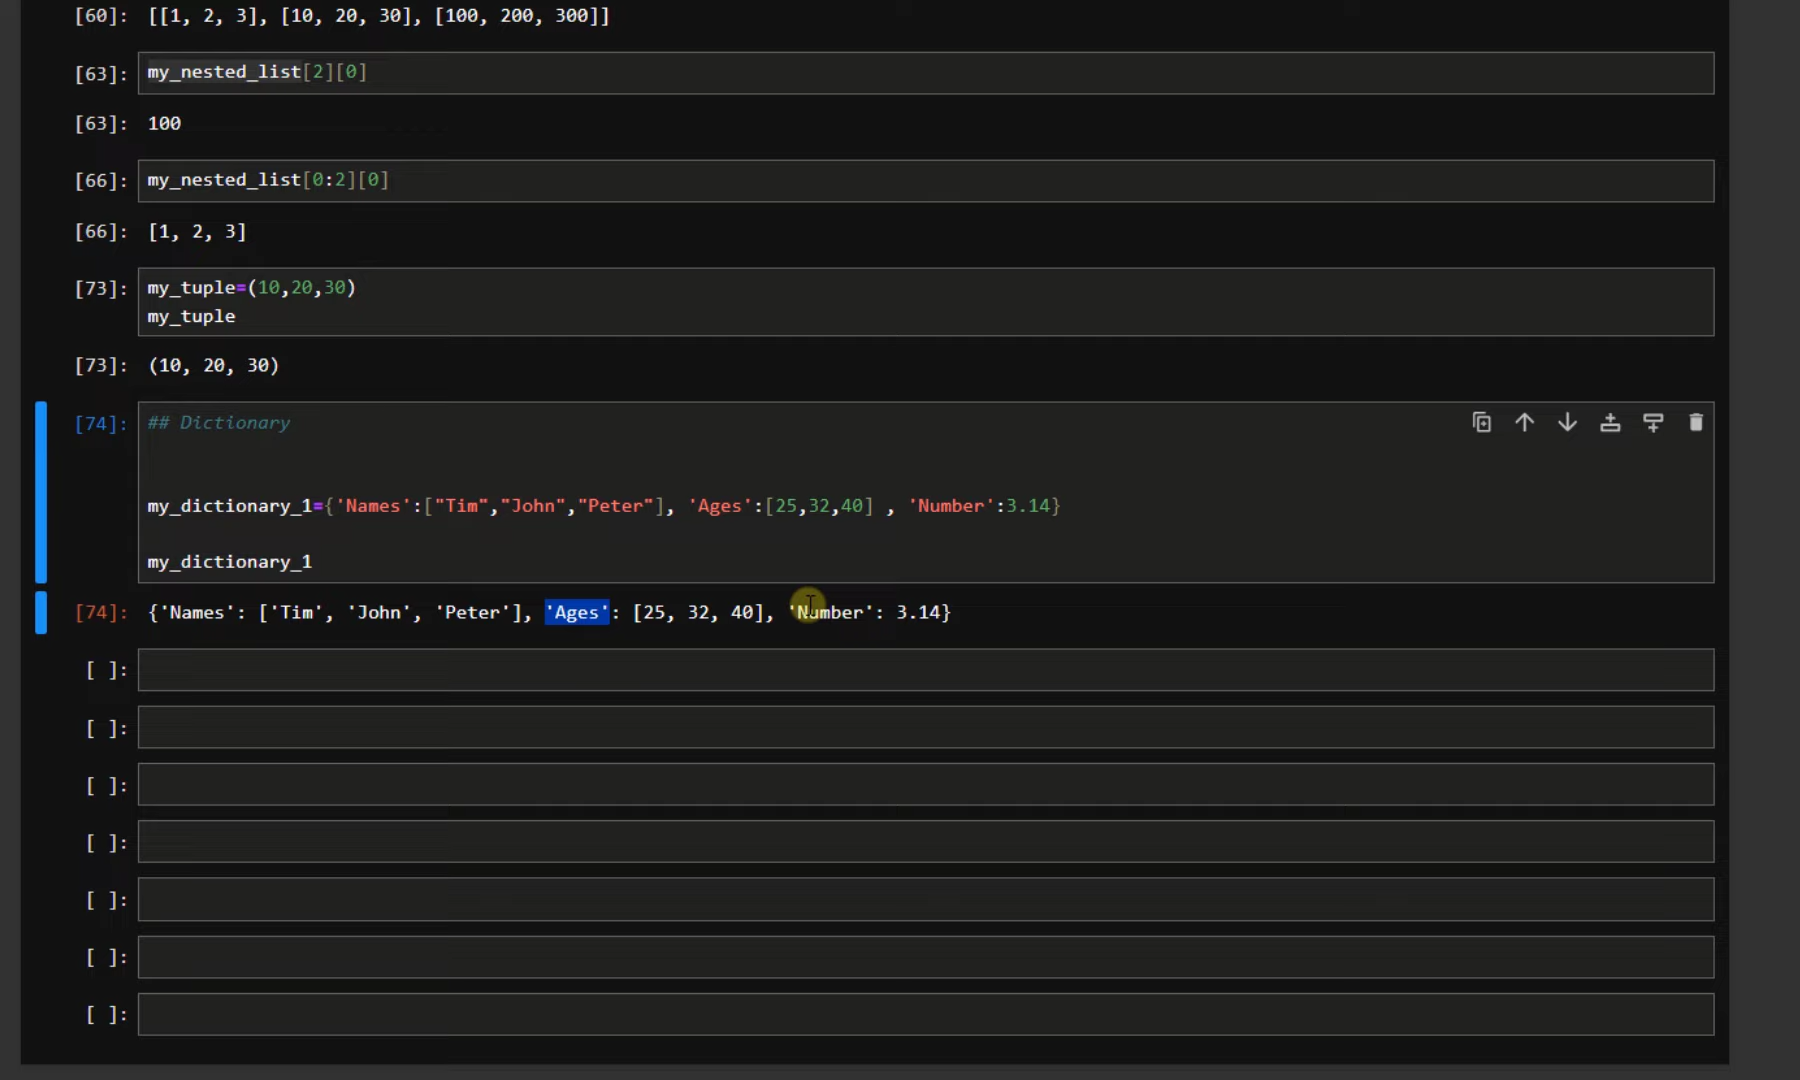 [60]: [[1, 2, 3], [10, 20, 30], [100, 200, 300]]
[63]: my_nested_list[2][0]
[63]: 100
[66]: my_nested_list[0:2][0]
[66]: [1, 2, 3]
[73]: my_tuple=(10,20,30)
my_tuple
[73]: (10, 20, 30)
[74]: ## Dictionary
my_dictionary_1={'Names':["Tim","John","Peter"], 'Ages':[25,32,40] , 'Number':3.14}
my_dictionary_1
[74]: {'Names': ['Tim', 'John', 'Peter'], 'Ages': [25, 32, 40], 'Number': 3.14}
[ ]:
[ ]:
[ ]:
[ ]:
[ ]:
[ ]:
[ ]: